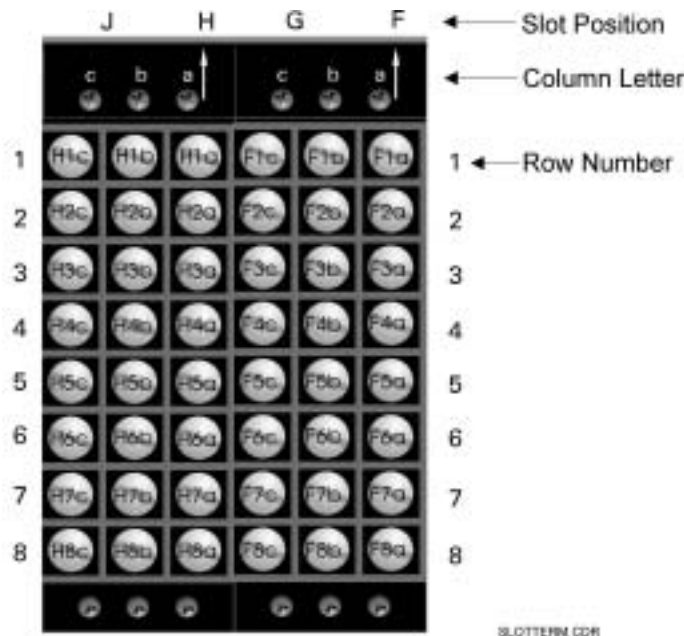 J H G F Slot Position
c b a c b a Column Letter
1 H1c H1b H1a F1c F1b F1a 1 Row Number
2 H2c H2b H2a F2c F2b F2a 2
3 H3c H3b H3a F3c F3b F3a 3
4 H4c H4b H4a F4c F4b F4a 4
5 H5c H5b H5a F5c F5b F5a 5
6 H6c H6b H6a F6c F6b F6a 6
7 H7c H7b H7a F7c F7b F7a 7
8 H8c H8b H8a F8c F8b F8a 8
SLOTTERM.CDR